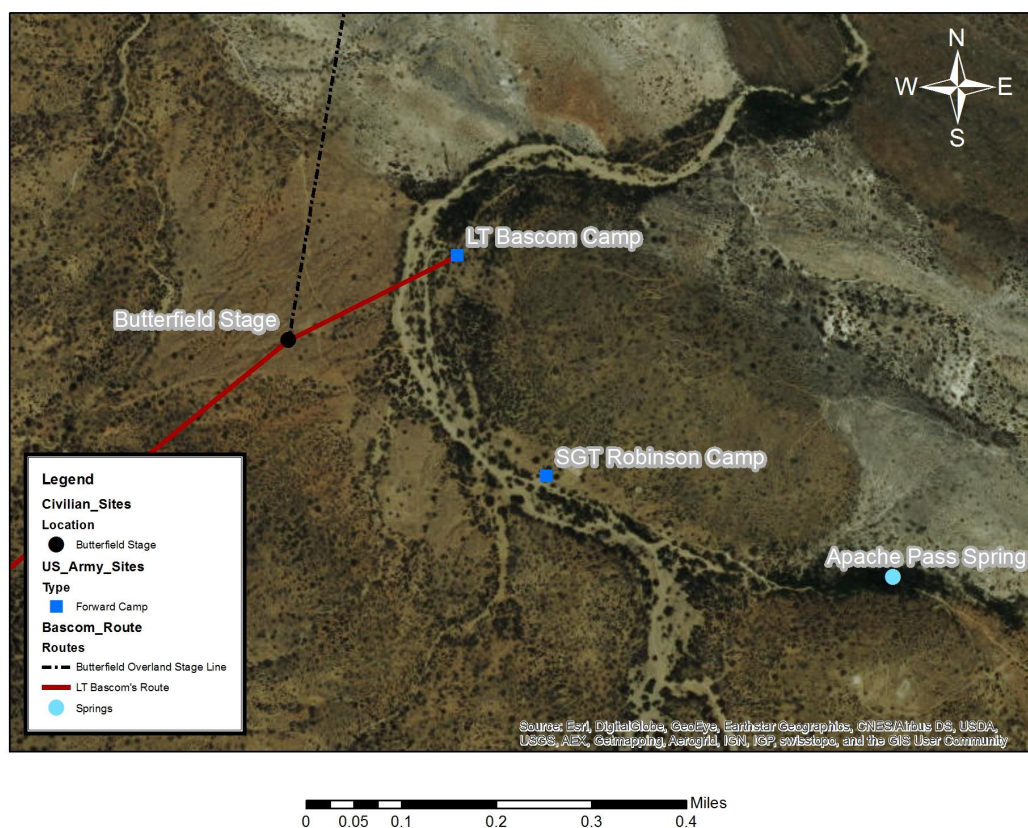 N
W E
S
LT Bascom Camp
Butterfield Stage
SGT Robinson Camp
Apache Pass Spring
Legend
Civilian_Sites
Location
Butterfield Stage
US_Army_Sites
Type
Forward Camp
Bascom_Route
Routes
Butterfield Overland Stage Line
LT Bascom's Route
Springs
Source: Esri, DigitalGlobe, GeoEye, Earthstar Geographics, CNES/Airbus DS, USDA,
USGS, AEX, Getmapping, Aerogrid, IGN, IGP, swisstopo, and the GIS User Community
Miles
0 0.05 0.1 0.2 0.3 0.4